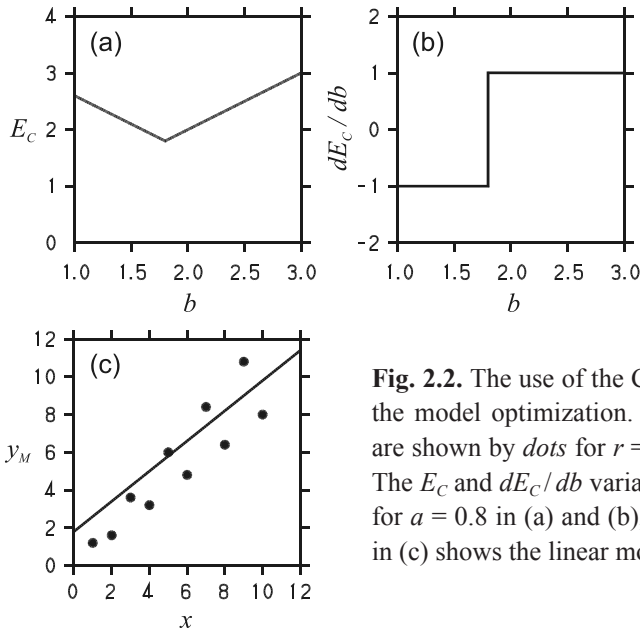 4
(a)
3
E_C 2
1
0
1.0 1.5 2.0 2.5 3.0
b
2
(b)
1
dE_C / db 0
−1
−2
1.0 1.5 2.0 2.5 3.0
b
12
(c)
10
8
y_M 6
4
2
0
0 2 4 6 8 10 12
x
Fig. 2.2. The use of the
the model optimization.
are shown by dots for r =
The E_C and dE_C / db varia
for a = 0.8 in (a) and (b)
in (c) shows the linear mo